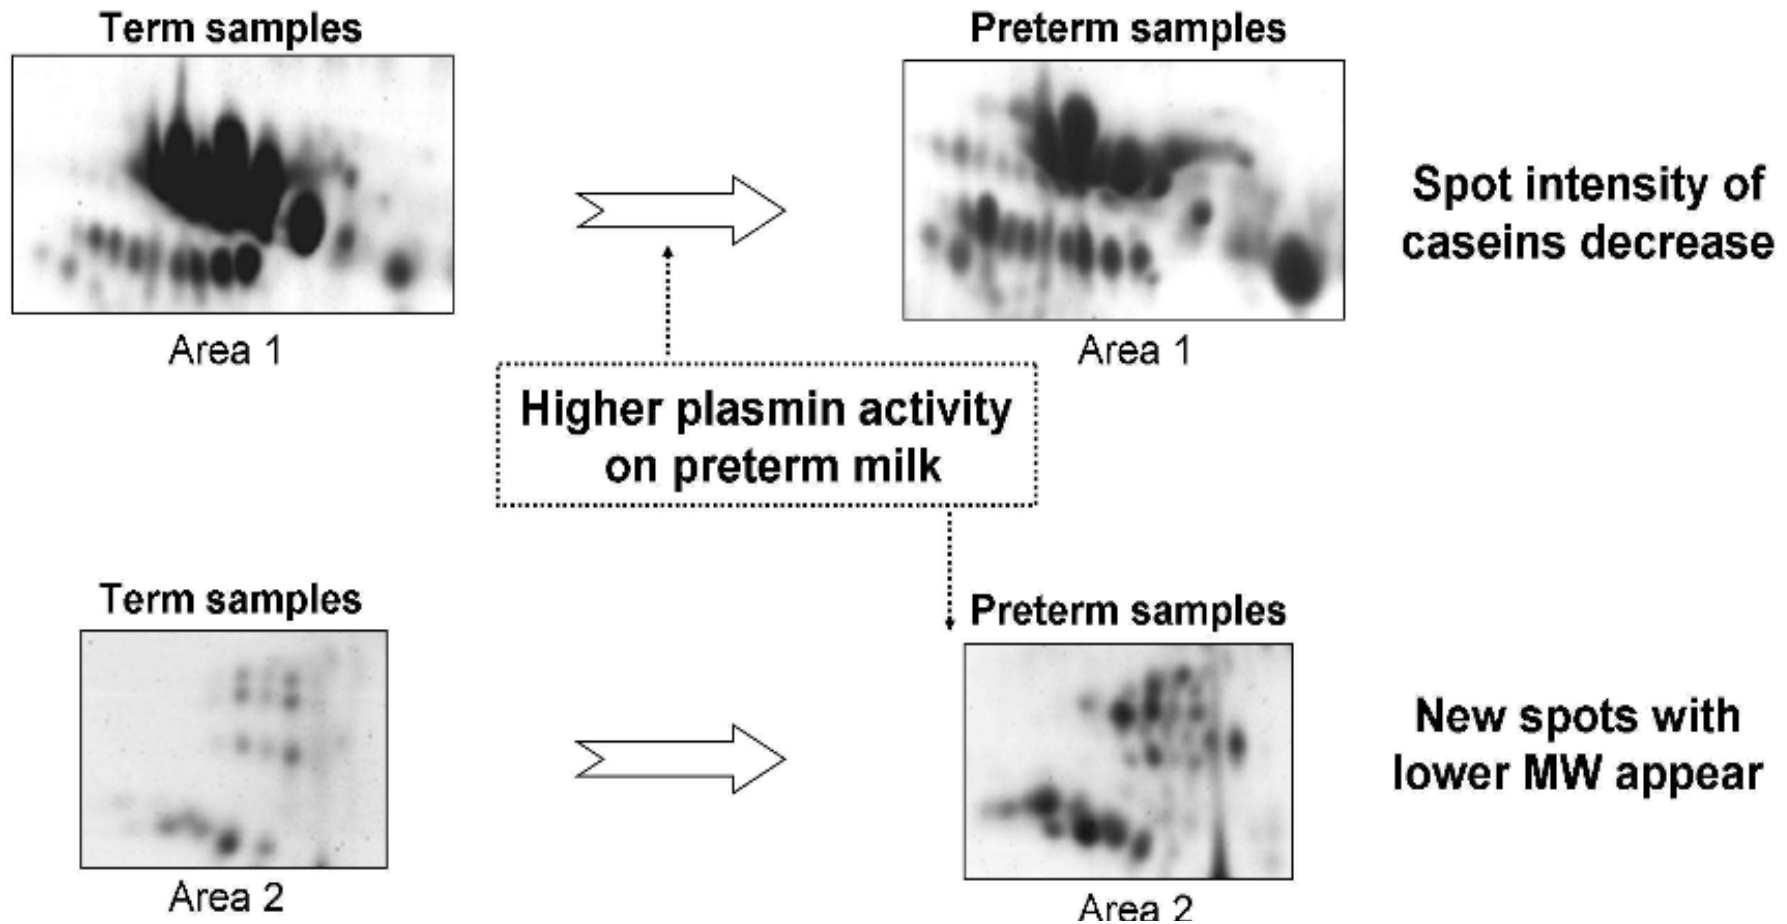 Term samples
Preterm samples
Area 1
Area 1
Spot intensity of
caseins decrease
Higher plasmin activity
on preterm milk
Term samples
Preterm samples
Area 2
Area 2
New spots with
lower MW appear